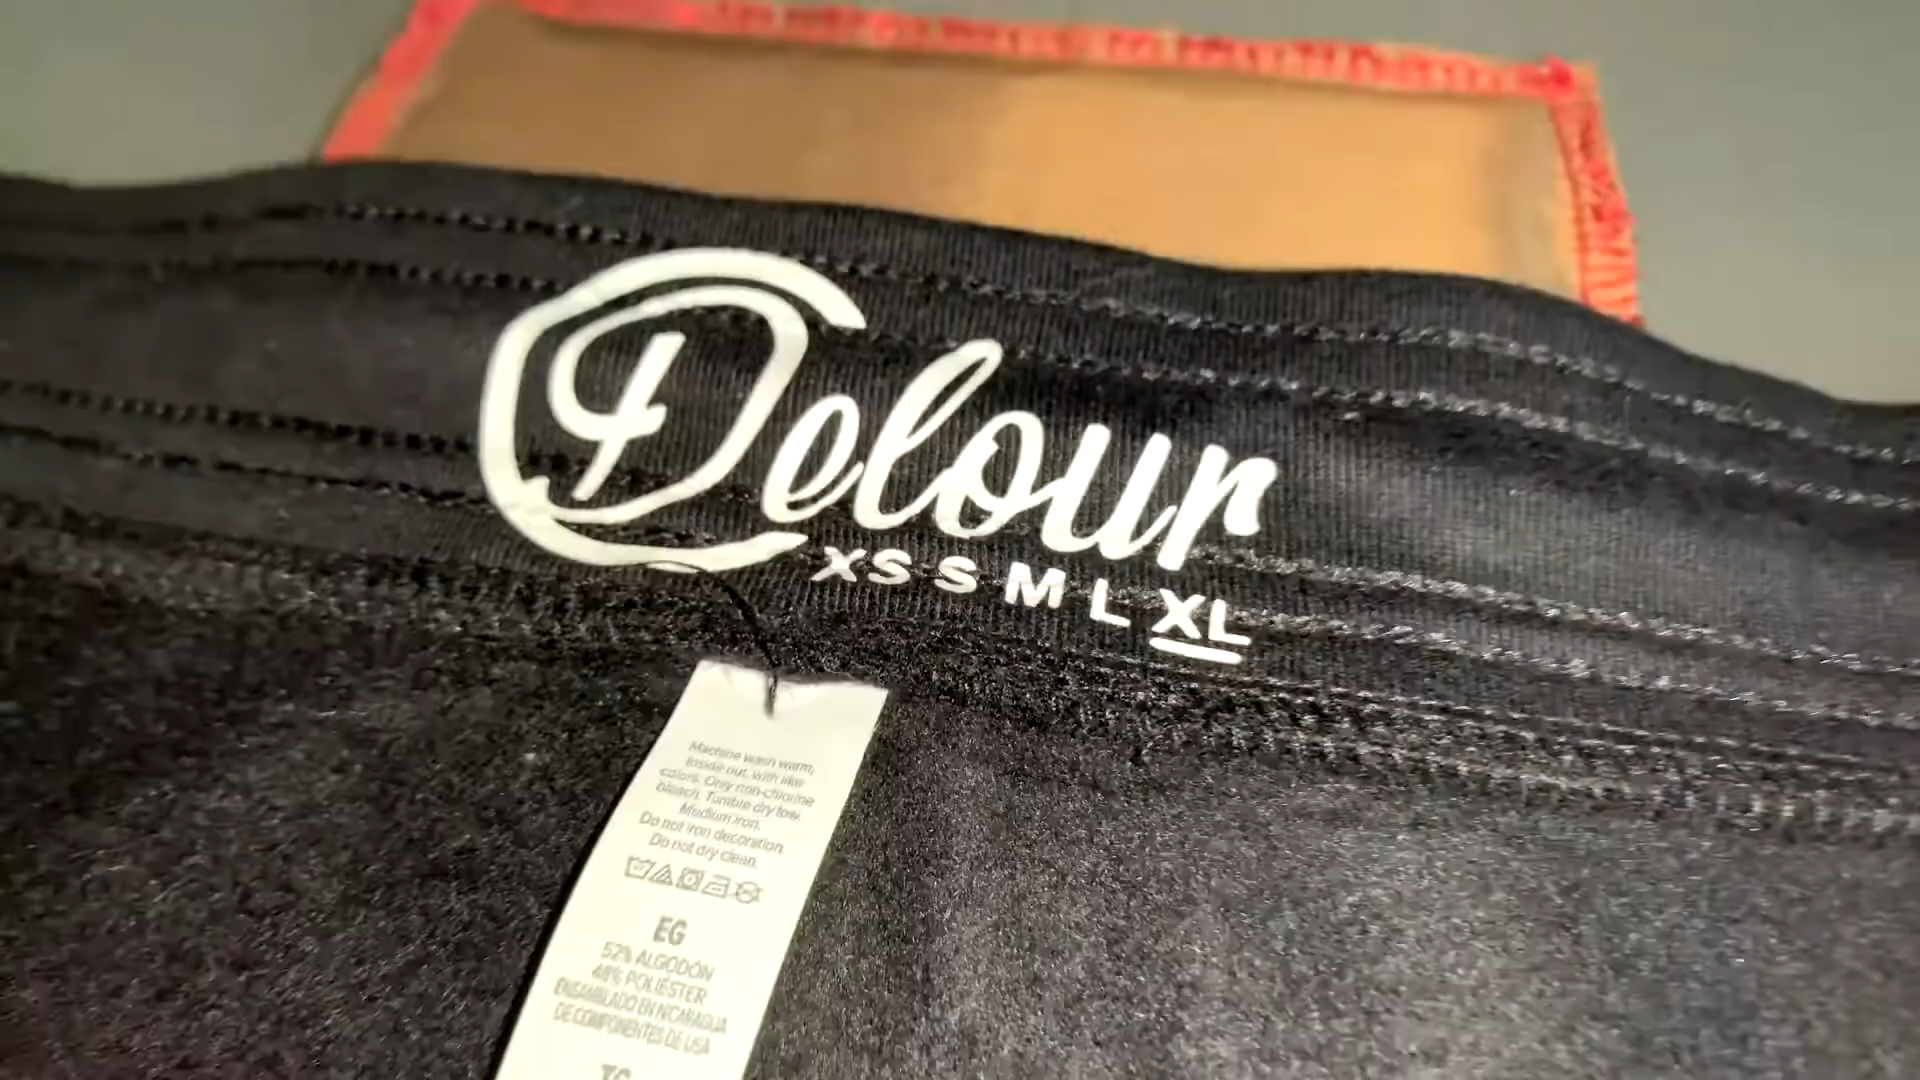 Delour
XS S M L XL
Machine wash warm,
inside out, with like
colors. Only non-chlorine
bleach. Tumble dry low.
Medium iron.
Do not iron decoration.
Do not dry clean.
EG
52% ALGODÓN
48% POLIÉSTER
ENSAMBLADO EN NICARAGUA
DE COMPONENTES DE USA